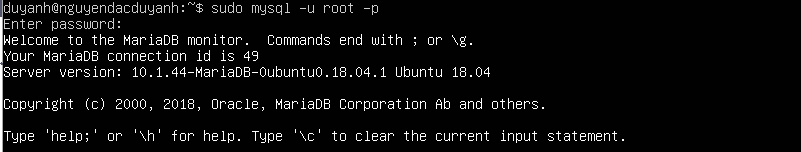 duyanh@nguyendacduyanh:~$ sudo mysql -u root -p
Enter password:
Welcome to the MariaDB monitor.  Commands end with ; or \g.
Your MariaDB connection id is 49
Server version: 10.1.44-MariaDB-0ubuntu0.18.04.1 Ubuntu 18.04
Copyright (c) 2000, 2018, Oracle, MariaDB Corporation Ab and others.
Type 'help;' or '\h' for help. Type '\c' to clear the current input statement.